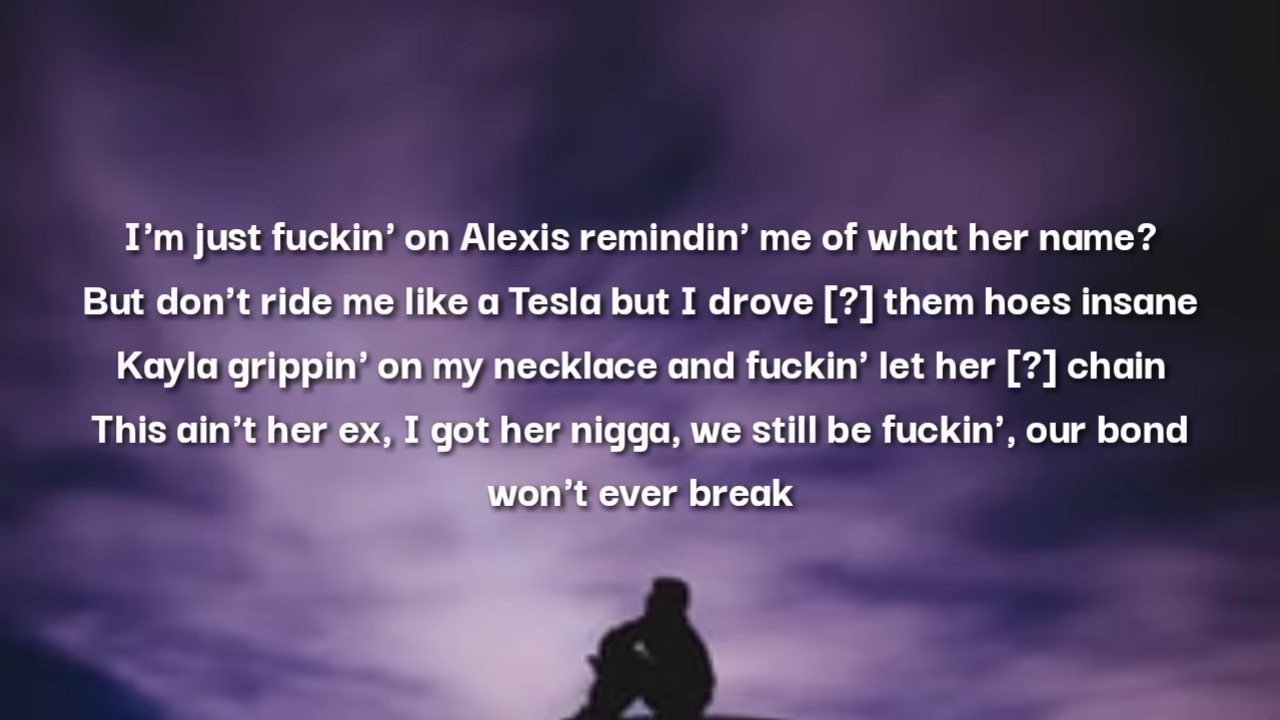 I'm just fuckin' on Alexis remindin' me of what her name?
But don't ride me like a Tesla but I drove [?] them hoes insane
Kayla grippin' on my necklace and fuckin' let her [?] chain
This ain't her ex, I got her nigga, we still be fuckin', our bond
won't ever break